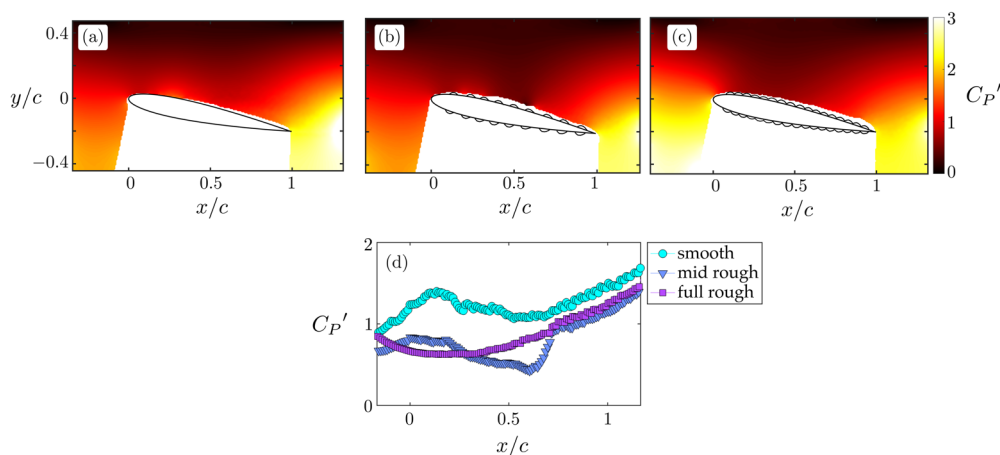 (a) (b) (c)
0.4
0
−0.4
y/c
0 0.5 1
x/c
0 0.5 1
x/c
0 0.5 1
x/c
3
2
1
0
C_P′
(d)
2
1
0
C_P′
0 0.5 1
x/c
smooth
mid rough
full rough